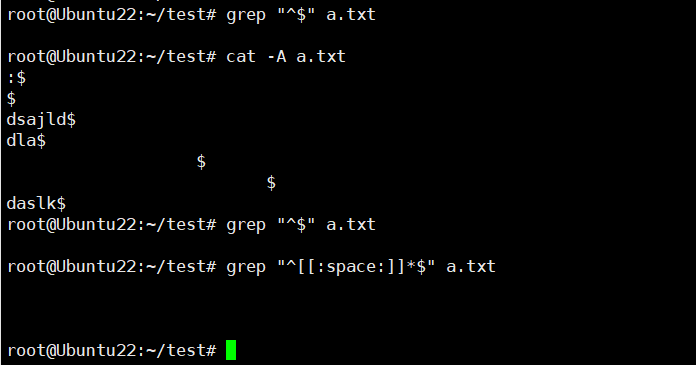 root@Ubuntu22:~/test# grep "^$" a.txt
root@Ubuntu22:~/test# cat -A a.txt
:$
$
dsajld$
dla$
$
$
daslk$
root@Ubuntu22:~/test# grep "^$" a.txt
root@Ubuntu22:~/test# grep "^[[:space:]]*$" a.txt
root@Ubuntu22:~/test#